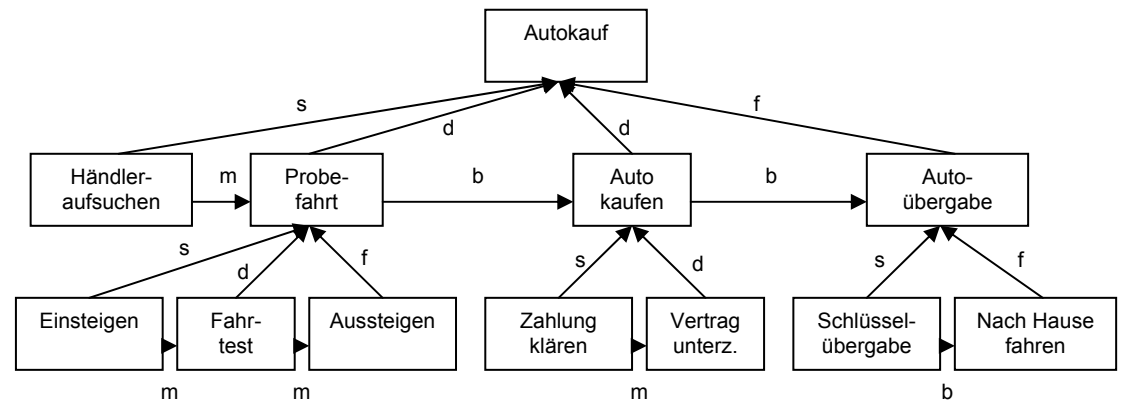 Autokauf
s
d
d
f
Händler-
aufsuchen
m
Probe-
fahrt
b
Auto
kaufen
b
Auto-
übergabe
s
d
f
s
d
s
f
Einsteigen
Fahr-
test
Aussteigen
Zahlung
klären
Vertrag
unterz.
Schlüssel-
übergabe
Nach Hause
fahren
m
m
m
b